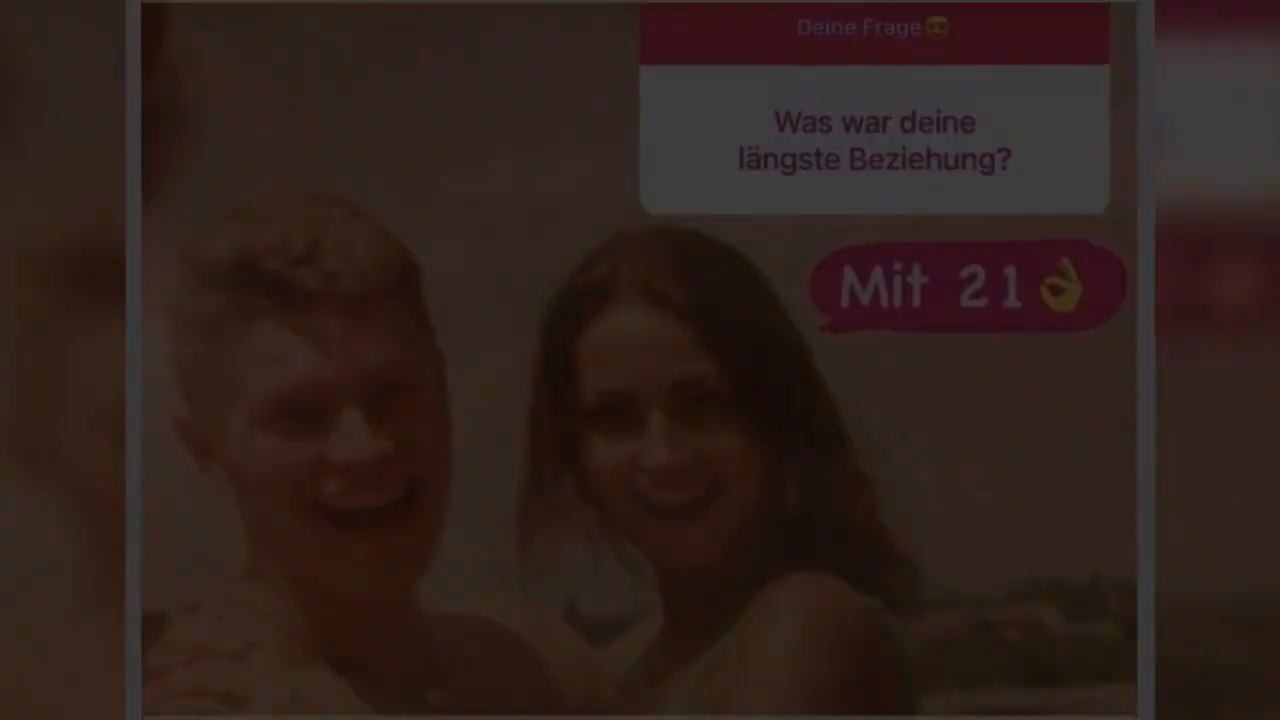 Deine Frage😎
Was war deine
längste Beziehung?
Mit 21👌